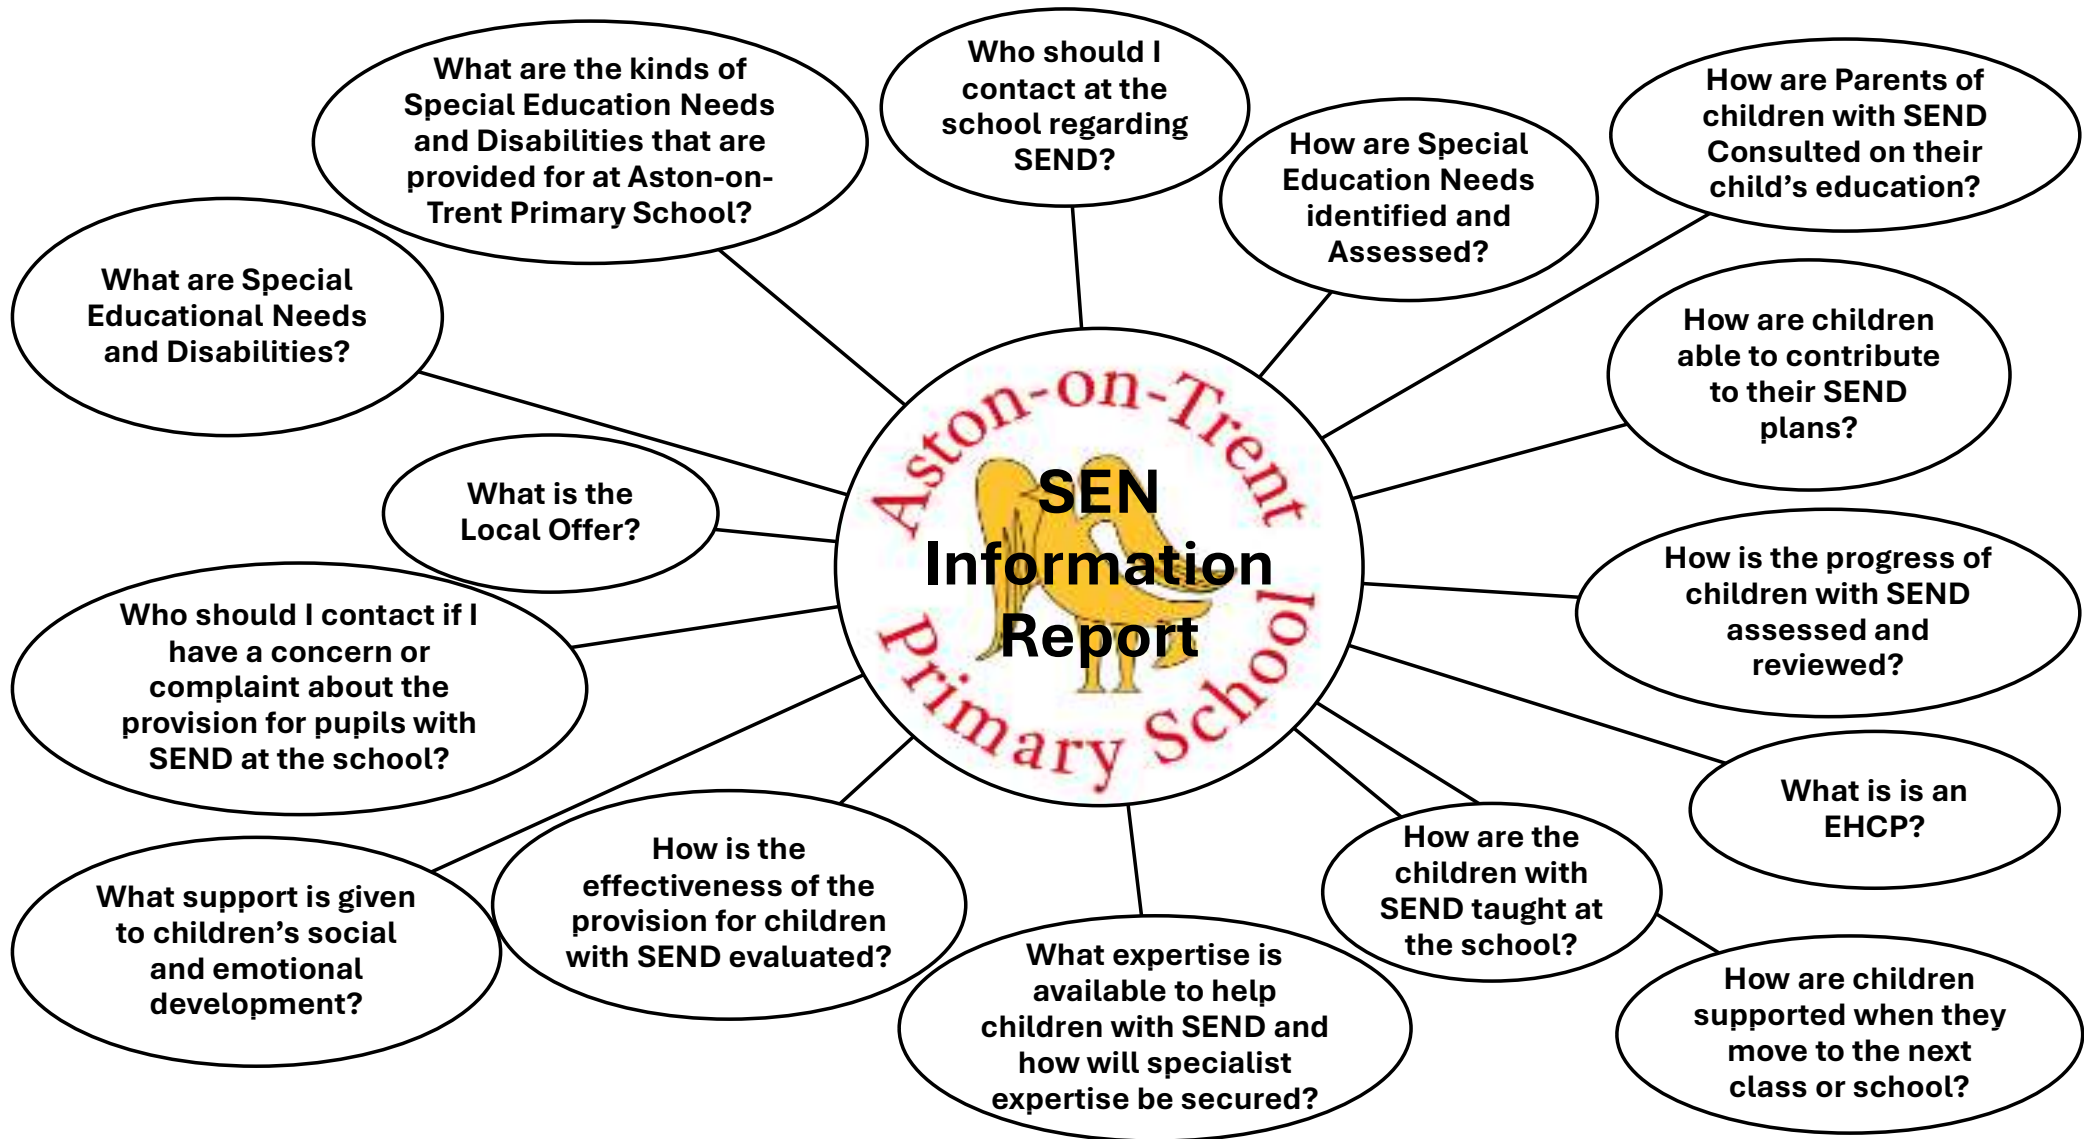 What are the kinds of
Special Education Needs
and Disabilities that are
provided for at Aston-on-
Trent Primary School?
Who should I
contact at the
school regarding
SEND?
How are Special
Education Needs
identified and
Assessed?
How are Parents of
children with SEND
Consulted on their
child’s education?
What are Special
Educational Needs
and Disabilities?
How are children
able to contribute
to their SEND
plans?
What is the
Local Offer?
Aston-on-Trent
Primary School
SEN
Information
Report
How is the progress of
children with SEND
assessed and
reviewed?
Who should I contact if I
have a concern or
complaint about the
provision for pupils with
SEND at the school?
What is is an
EHCP?
What support is given
to children’s social
and emotional
development?
How is the
effectiveness of the
provision for children
with SEND evaluated?
What expertise is
available to help
children with SEND and
how will specialist
expertise be secured?
How are the
children with
SEND taught at
the school?
How are children
supported when they
move to the next
class or school?